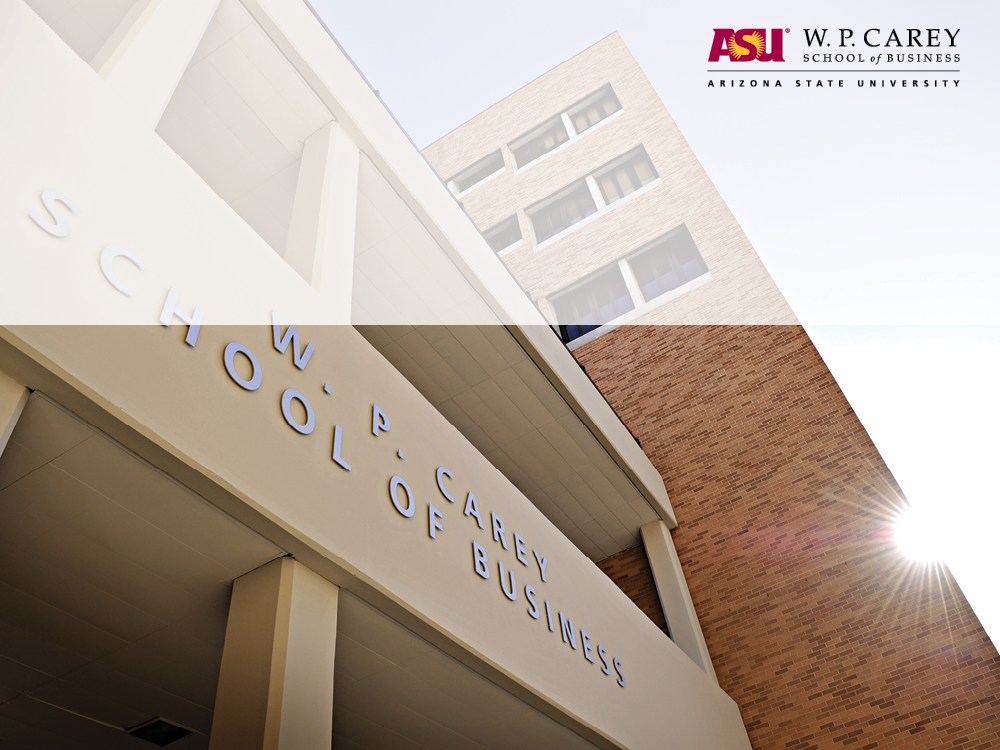 ASU W. P. CAREY
SCHOOL of BUSINESS
ARIZONA STATE UNIVERSITY
W. P. CAREY
SCHOOL OF BUSINESS